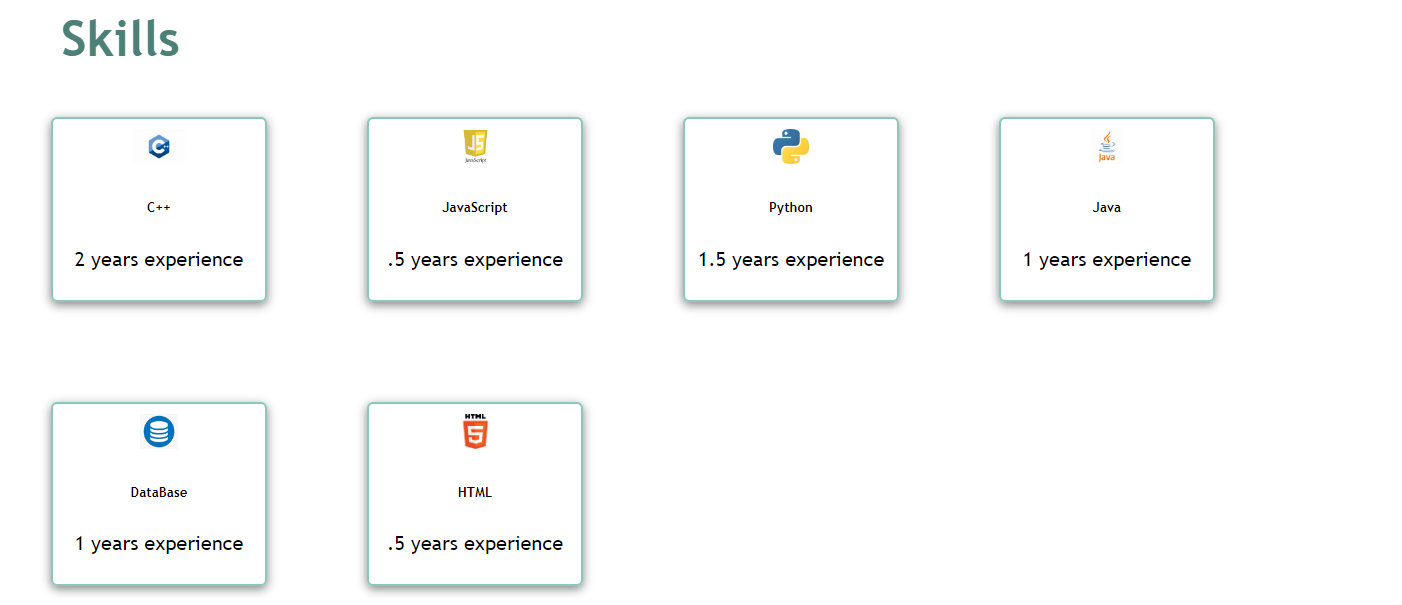 Skills
JS
JavaScript
Java
C++
JavaScript
Python
Java
2 years experience
.5 years experience
1.5 years experience
1 years experience
HTML
5
DataBase
HTML
1 years experience
.5 years experience